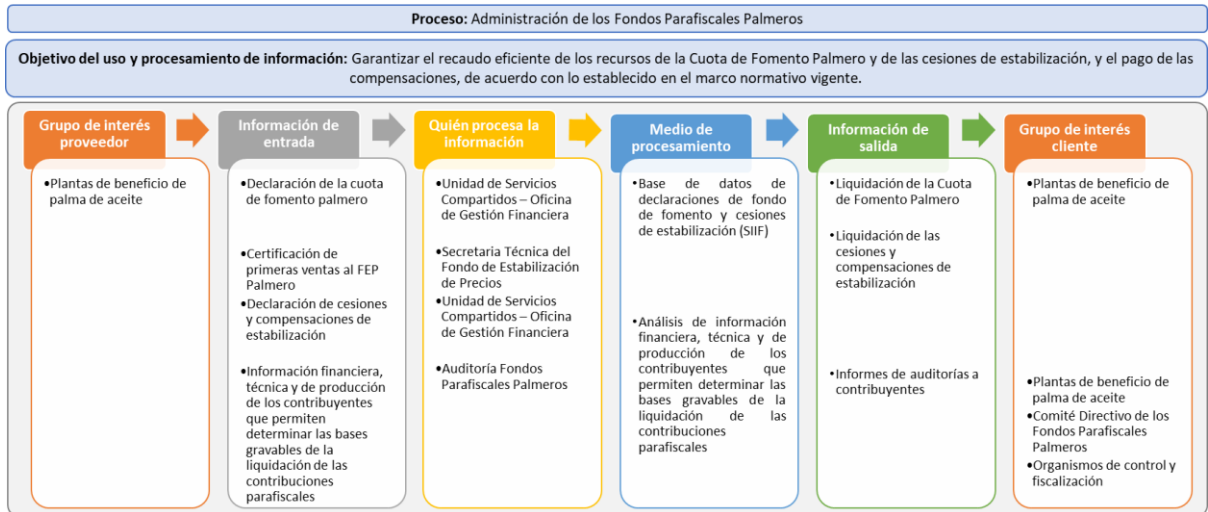 Proceso: Administración de los Fondos Parafiscales Palmeros
Objetivo del uso y procesamiento de información: Garantizar el recaudo eficiente de los recursos de la Cuota de Fomento Palmero y de las cesiones de estabilización, y el pago de las
compensaciones, de acuerdo con lo establecido en el marco normativo vigente.
Grupo de interés
proveedor
•Plantas de beneficio de
palma de aceite
Información de
entrada
•Declaración de la cuota
de fomento palmero
•Certificación de
primeras ventas al FEP
Palmero
•Declaración de cesiones
y compensaciones de
estabilización
•Información financiera,
técnica y de producción
de los contribuyentes
que permiten
determinar las bases
gravables de la
liquidación de las
contribuciones
parafiscales
Quién procesa la
información
•Unidad de Servicios
Compartidos – Oficina
de Gestión Financiera
•Secretaria Técnica del
Fondo de Estabilización
de Precios
•Unidad de Servicios
Compartidos – Oficina
de Gestión Financiera
•Auditoría Fondos
Parafiscales Palmeros
Medio de
procesamiento
•Base de datos de
declaraciones de fondo
de fomento y cesiones
de estabilización (SIIF)
•Análisis de información
financiera, técnica y de
producción de los
contribuyentes que
permiten determinar las
bases gravables de la
liquidación de las
contribuciones
parafiscales
Información de
salida
•Liquidación de la Cuota
de Fomento Palmero
•Liquidación de las
cesiones y
compensaciones de
estabilización
•Informes de auditorías a
contribuyentes
Grupo de interés
cliente
•Plantas de beneficio de
palma de aceite
•Plantas de beneficio de
palma de aceite
•Comité Directivo de los
Fondos Parafiscales
Palmeros
•Organismos de control y
fiscalización